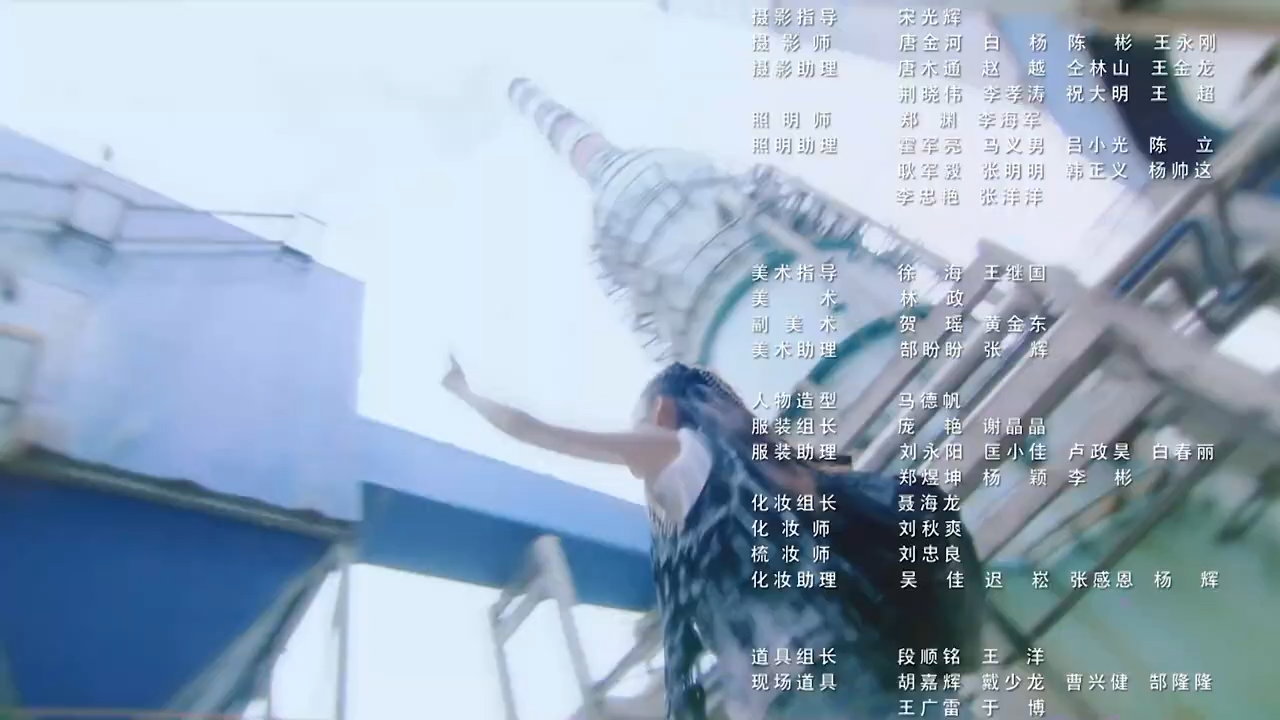 摄影指导 宋光辉
摄影师 唐金河 白杨 陈彬 王永刚
摄影助理 唐木通 赵越 仝林山 王金龙
荆晓伟 李孝涛 祝大明 王超
照明师 郑渊 李海军
照明助理 霍军亮 马义男 吕小光 陈立
耿军毅 张明明 韩正义 杨帅这
李忠艳 张洋洋
美术指导 徐海 王继国
美术 林政
副美术 贺瑶 黄金东
美术助理 郜盼盼 张辉
人物造型 马德帆
服装组长 庞艳 谢晶晶
服装助理 刘永阳 匡小佳 卢政昊 白春丽
郑煜坤 杨颖 李彬
化妆组长 聂海龙
化妆师 刘秋爽
梳妆师 刘忠良
化妆助理 吴佳 迟崧 张感恩 杨辉
道具组长 段顺铭 王洋
现场道具 胡嘉辉 戴少龙 曹兴健 郜隆隆
王广雷 于博